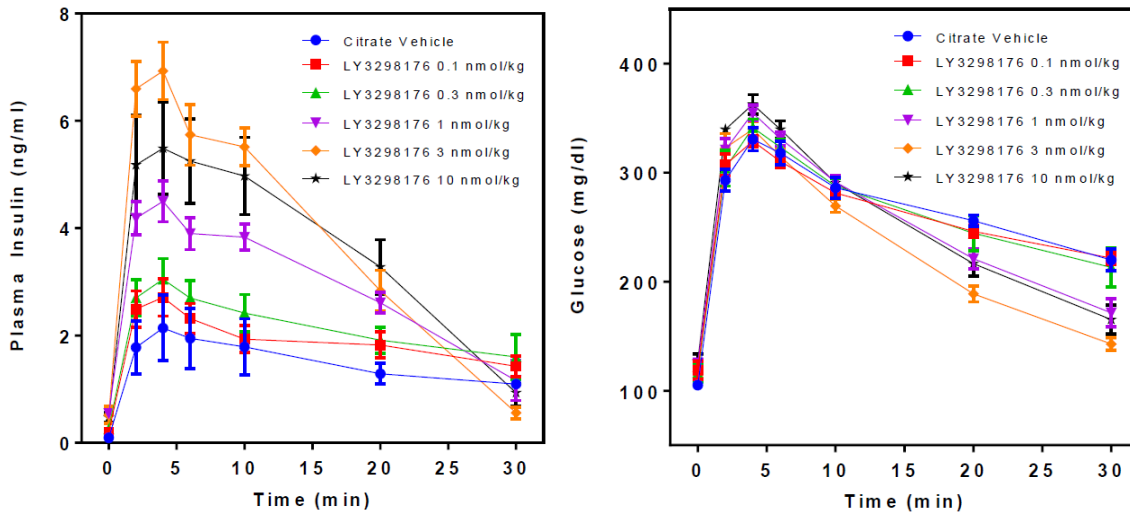 Plasma Insulin (ng/ml)
8
6
4
2
0
Citrate Vehicle
LY3298176 0.1 nmol/kg
LY3298176 0.3 nmol/kg
LY3298176 1 nmol/kg
LY3298176 3 nmol/kg
LY3298176 10 nmol/kg
0 5 10 15 20 25 30
Time (min)
Glucose (mg/dl)
400
300
200
100
Citrate Vehicle
LY3298176 0.1 nmol/kg
LY3298176 0.3 nmol/kg
LY3298176 1 nmol/kg
LY3298176 3 nmol/kg
LY3298176 10 nmol/kg
0 5 10 15 20 25 30
Time (min)